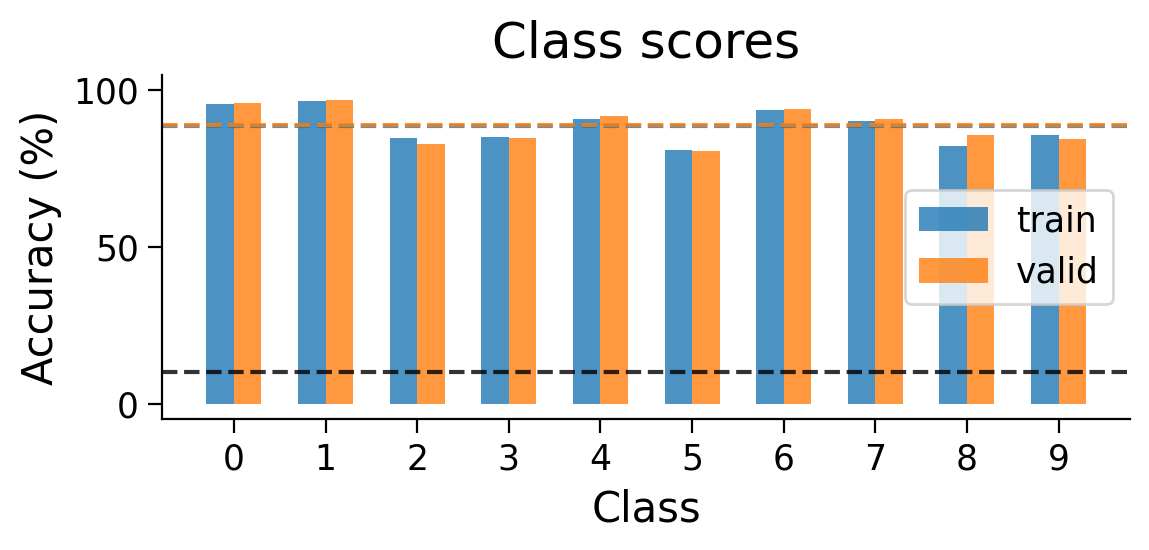 Class scores
Accuracy (%)
100
50
0
train
valid
0 1 2 3 4 5 6 7 8 9
Class